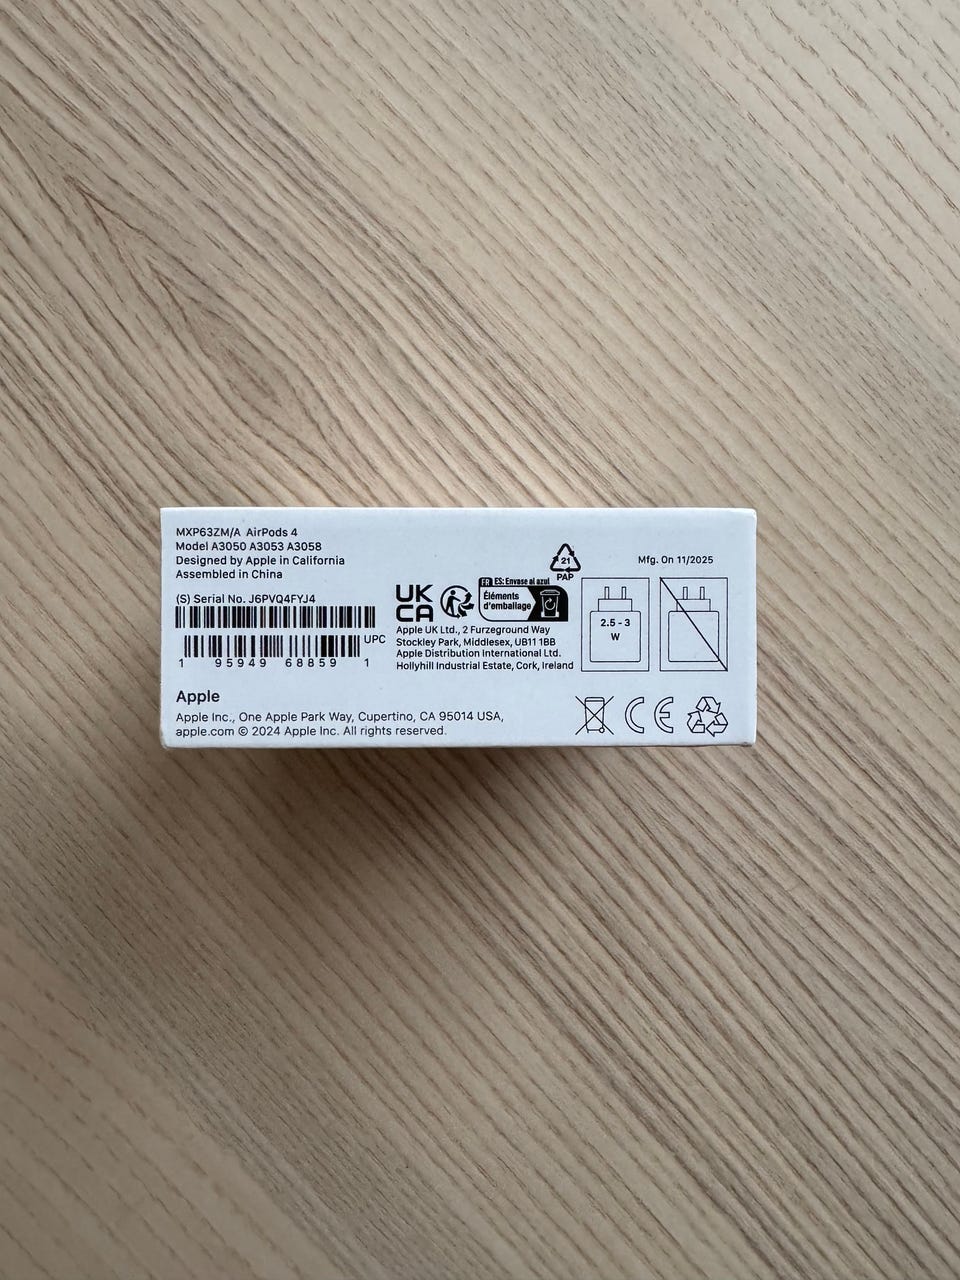 MXP63ZM/A AirPods 4
Model A3050 A3053 A3058
Designed by Apple in California
Assembled in China
(S) Serial No. J6PVQ4FYJ4
UPC
1 95949 68859 1
Apple
Apple Inc., One Apple Park Way, Cupertino, CA 95014 USA,
apple.com © 2024 Apple Inc. All rights reserved.
UK
CA
FR ES: Envase al azul
Éléments
d'emballage
21
PAP
Apple UK Ltd., 2 Furzeground Way
Stockley Park, Middlesex, UB11 1BB
Apple Distribution International Ltd.
Hollyhill Industrial Estate, Cork, Ireland
Mfg. On 11/2025
2.5 - 3
W
CE